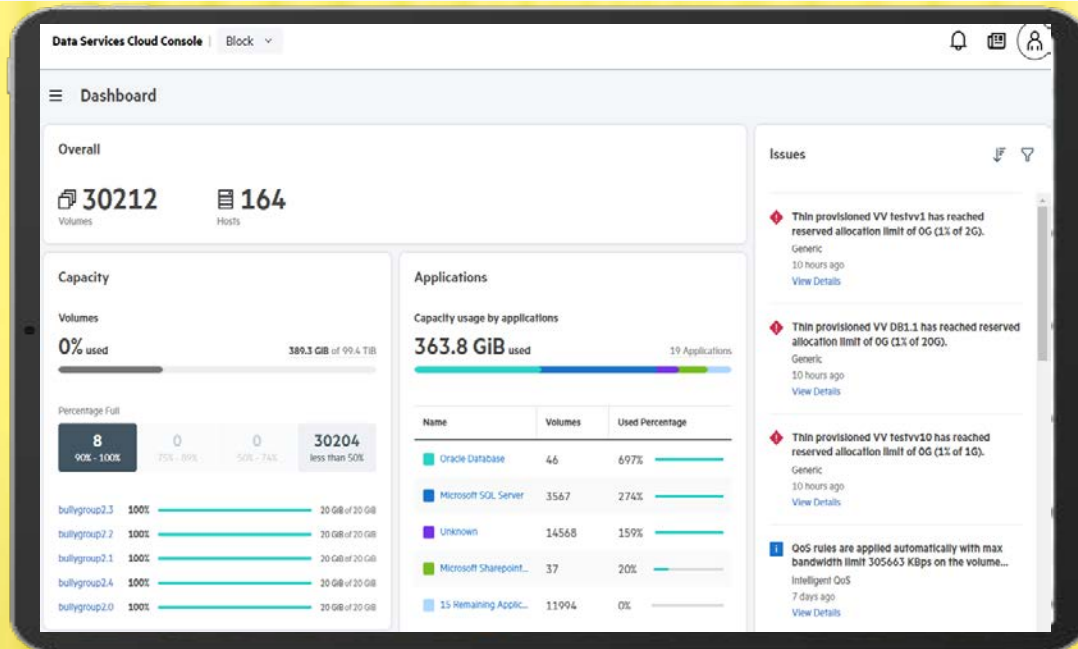 Data Services Cloud Console | Block
Dashboard
Overall
30212
Volumes
164
Hosts
Capacity
Volumes
0% used
389.3 GiB of 99.4 TiB
Percentage Full
8
90% - 100%
0
75% - 89%
0
50% - 74%
30204
less than 50%
bullygroup2.3 100% 20 GiB of 20 GiB
bullygroup2.2 100% 20 GiB of 20 GiB
bullygroup2.1 100% 20 GiB of 20 GiB
bullygroup2.4 100% 20 GiB of 20 GiB
bullygroup2.0 100% 20 GiB of 20 GiB
Applications
Capacity usage by applications
363.8 GiB used
19 Applications
Name Volumes Used Percentage
Oracle Database 46 697%
Microsoft SQL Server 3567 274%
Unknown 14568 159%
Microsoft Sharepoint... 37 20%
15 Remaining Applic... 11994 0%
Issues
Thin provisioned VV testvv1 has reached
reserved allocation limit of 0G (1% of 2G).
Generic
10 hours ago
View Details
Thin provisioned VV DB1.1 has reached reserved
allocation limit of 0G (1% of 20G).
Generic
10 hours ago
View Details
Thin provisioned VV testvv10 has reached
reserved allocation limit of 0G (1% of 1G).
Generic
10 hours ago
View Details
QoS rules are applied automatically with max
bandwidth limit 305663 KBps on the volume...
Intelligent QoS
7 days ago
View Details